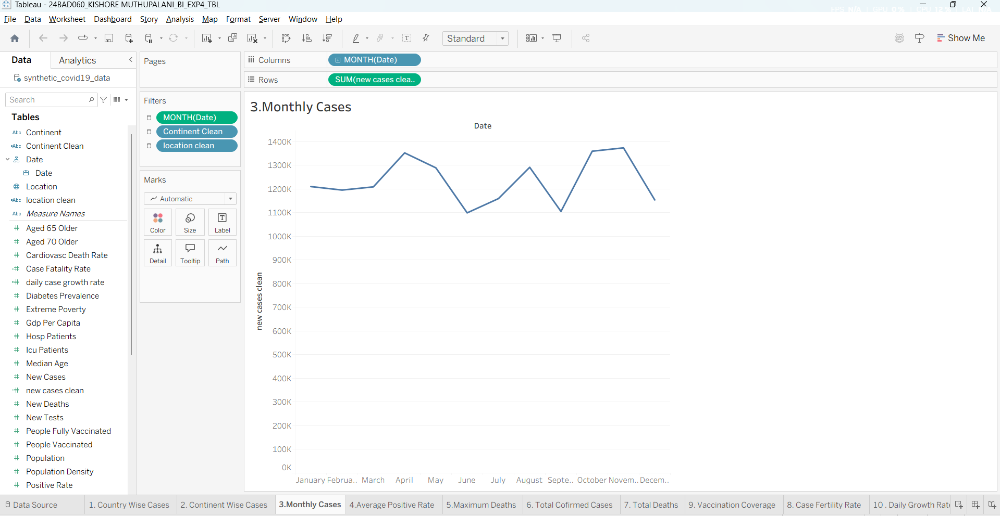 Tableau - 24BAD060_KISHORE MUTHUPALANI_BI_EXP4_TBL
File Data Worksheet Dashboard Story Analysis Map Format Server Window Help
Standard
Show Me
Data Analytics
synthetic_covid19_data
Search
Tables
Abc Continent
=Abc Continent Clean
Date
Date
Location
=Abc location clean
Abc Measure Names
# Aged 65 Older
# Aged 70 Older
# Cardiovasc Death Rate
=# Case Fatality Rate
=# daily case growth rate
# Diabetes Prevalence
# Extreme Poverty
# Gdp Per Capita
# Hosp Patients
# Icu Patients
# Median Age
# New Cases
=# new cases clean
# New Deaths
# New Tests
# People Fully Vaccinated
# People Vaccinated
# Population
# Population Density
# Positive Rate
Pages
Filters
MONTH(Date)
Continent Clean
location clean
Marks
Automatic
Color Size Label
Detail Tooltip Path
Columns MONTH(Date)
Rows SUM(new cases clea..
3.Monthly Cases
Date
new cases clean
1400K
1300K
1200K
1100K
1000K
900K
800K
700K
600K
500K
400K
300K
200K
100K
0K
January Februa.. March April May June July August Septe.. October Novem.. Decem..
Data Source 1. Country Wise Cases 2. Continent Wise Cases 3.Monthly Cases 4.Average Positive Rate 5.Maximum Deaths 6. Total Cofirmed Cases 7. Total Deaths 9. Vaccination Coverage 8. Case Fertility Rate 10 . Daily Growth Rat